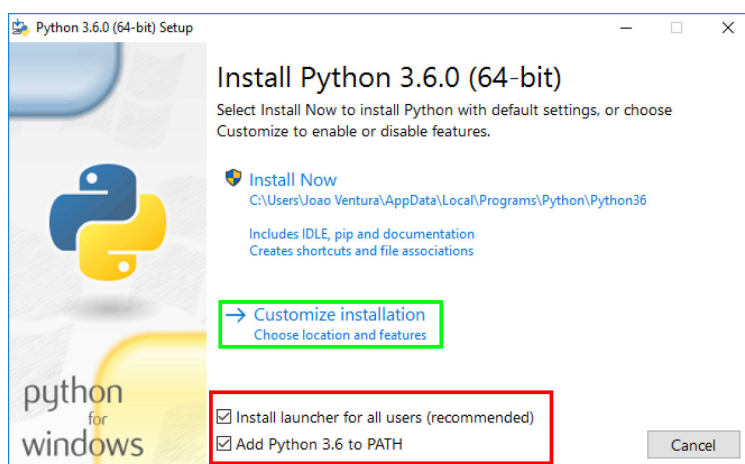 Python 3.6.0 (64-bit) Setup
Install Python 3.6.0 (64-bit)
Select Install Now to install Python with default settings, or choose
Customize to enable or disable features.
Install Now
C:\Users\Joao Ventura\AppData\Local\Programs\Python\Python36
Includes IDLE, pip and documentation
Creates shortcuts and file associations
→ Customize installation
Choose location and features
python
for
windows
Install launcher for all users (recommended)
Add Python 3.6 to PATH
Cancel